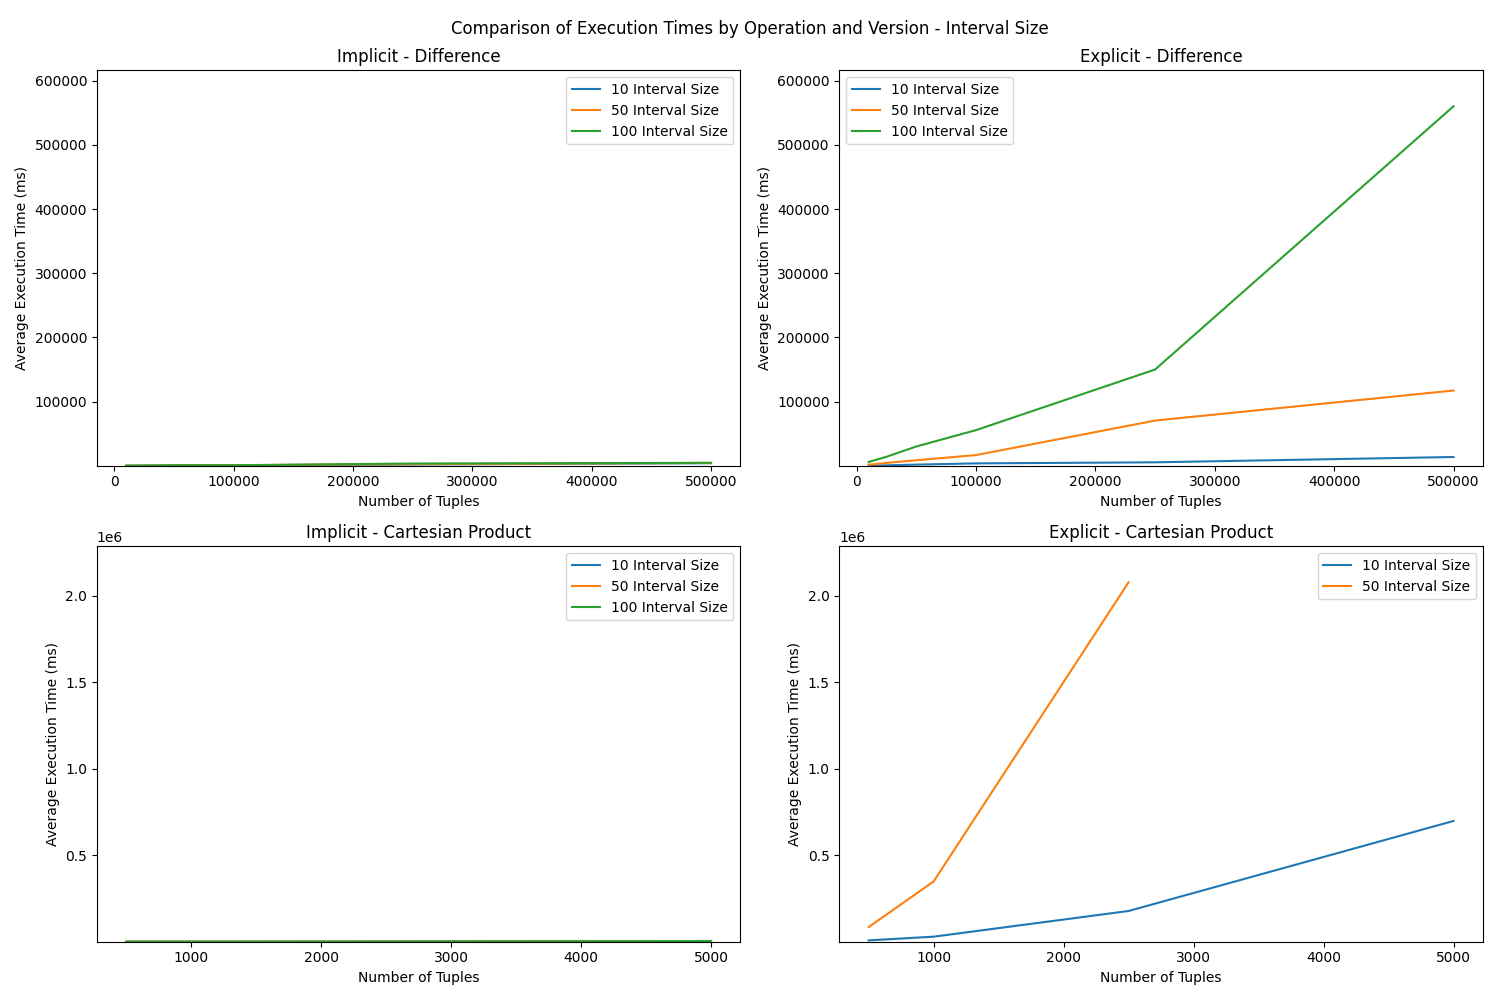 Comparison of Execution Times by Operation and Version - Interval Size
Implicit - Difference
600000
500000
400000
300000
200000
100000
Average Execution Time (ms)
10 Interval Size
50 Interval Size
100 Interval Size
0 100000 200000 300000 400000 500000
Number of Tuples
Explicit - Difference
600000
500000
400000
300000
200000
100000
Average Execution Time (ms)
10 Interval Size
50 Interval Size
100 Interval Size
0 100000 200000 300000 400000 500000
Number of Tuples
Implicit - Cartesian Product
1e6
2.0
1.5
1.0
0.5
Average Execution Time (ms)
10 Interval Size
50 Interval Size
100 Interval Size
1000 2000 3000 4000 5000
Number of Tuples
Explicit - Cartesian Product
1e6
2.0
1.5
1.0
0.5
Average Execution Time (ms)
10 Interval Size
50 Interval Size
1000 2000 3000 4000 5000
Number of Tuples